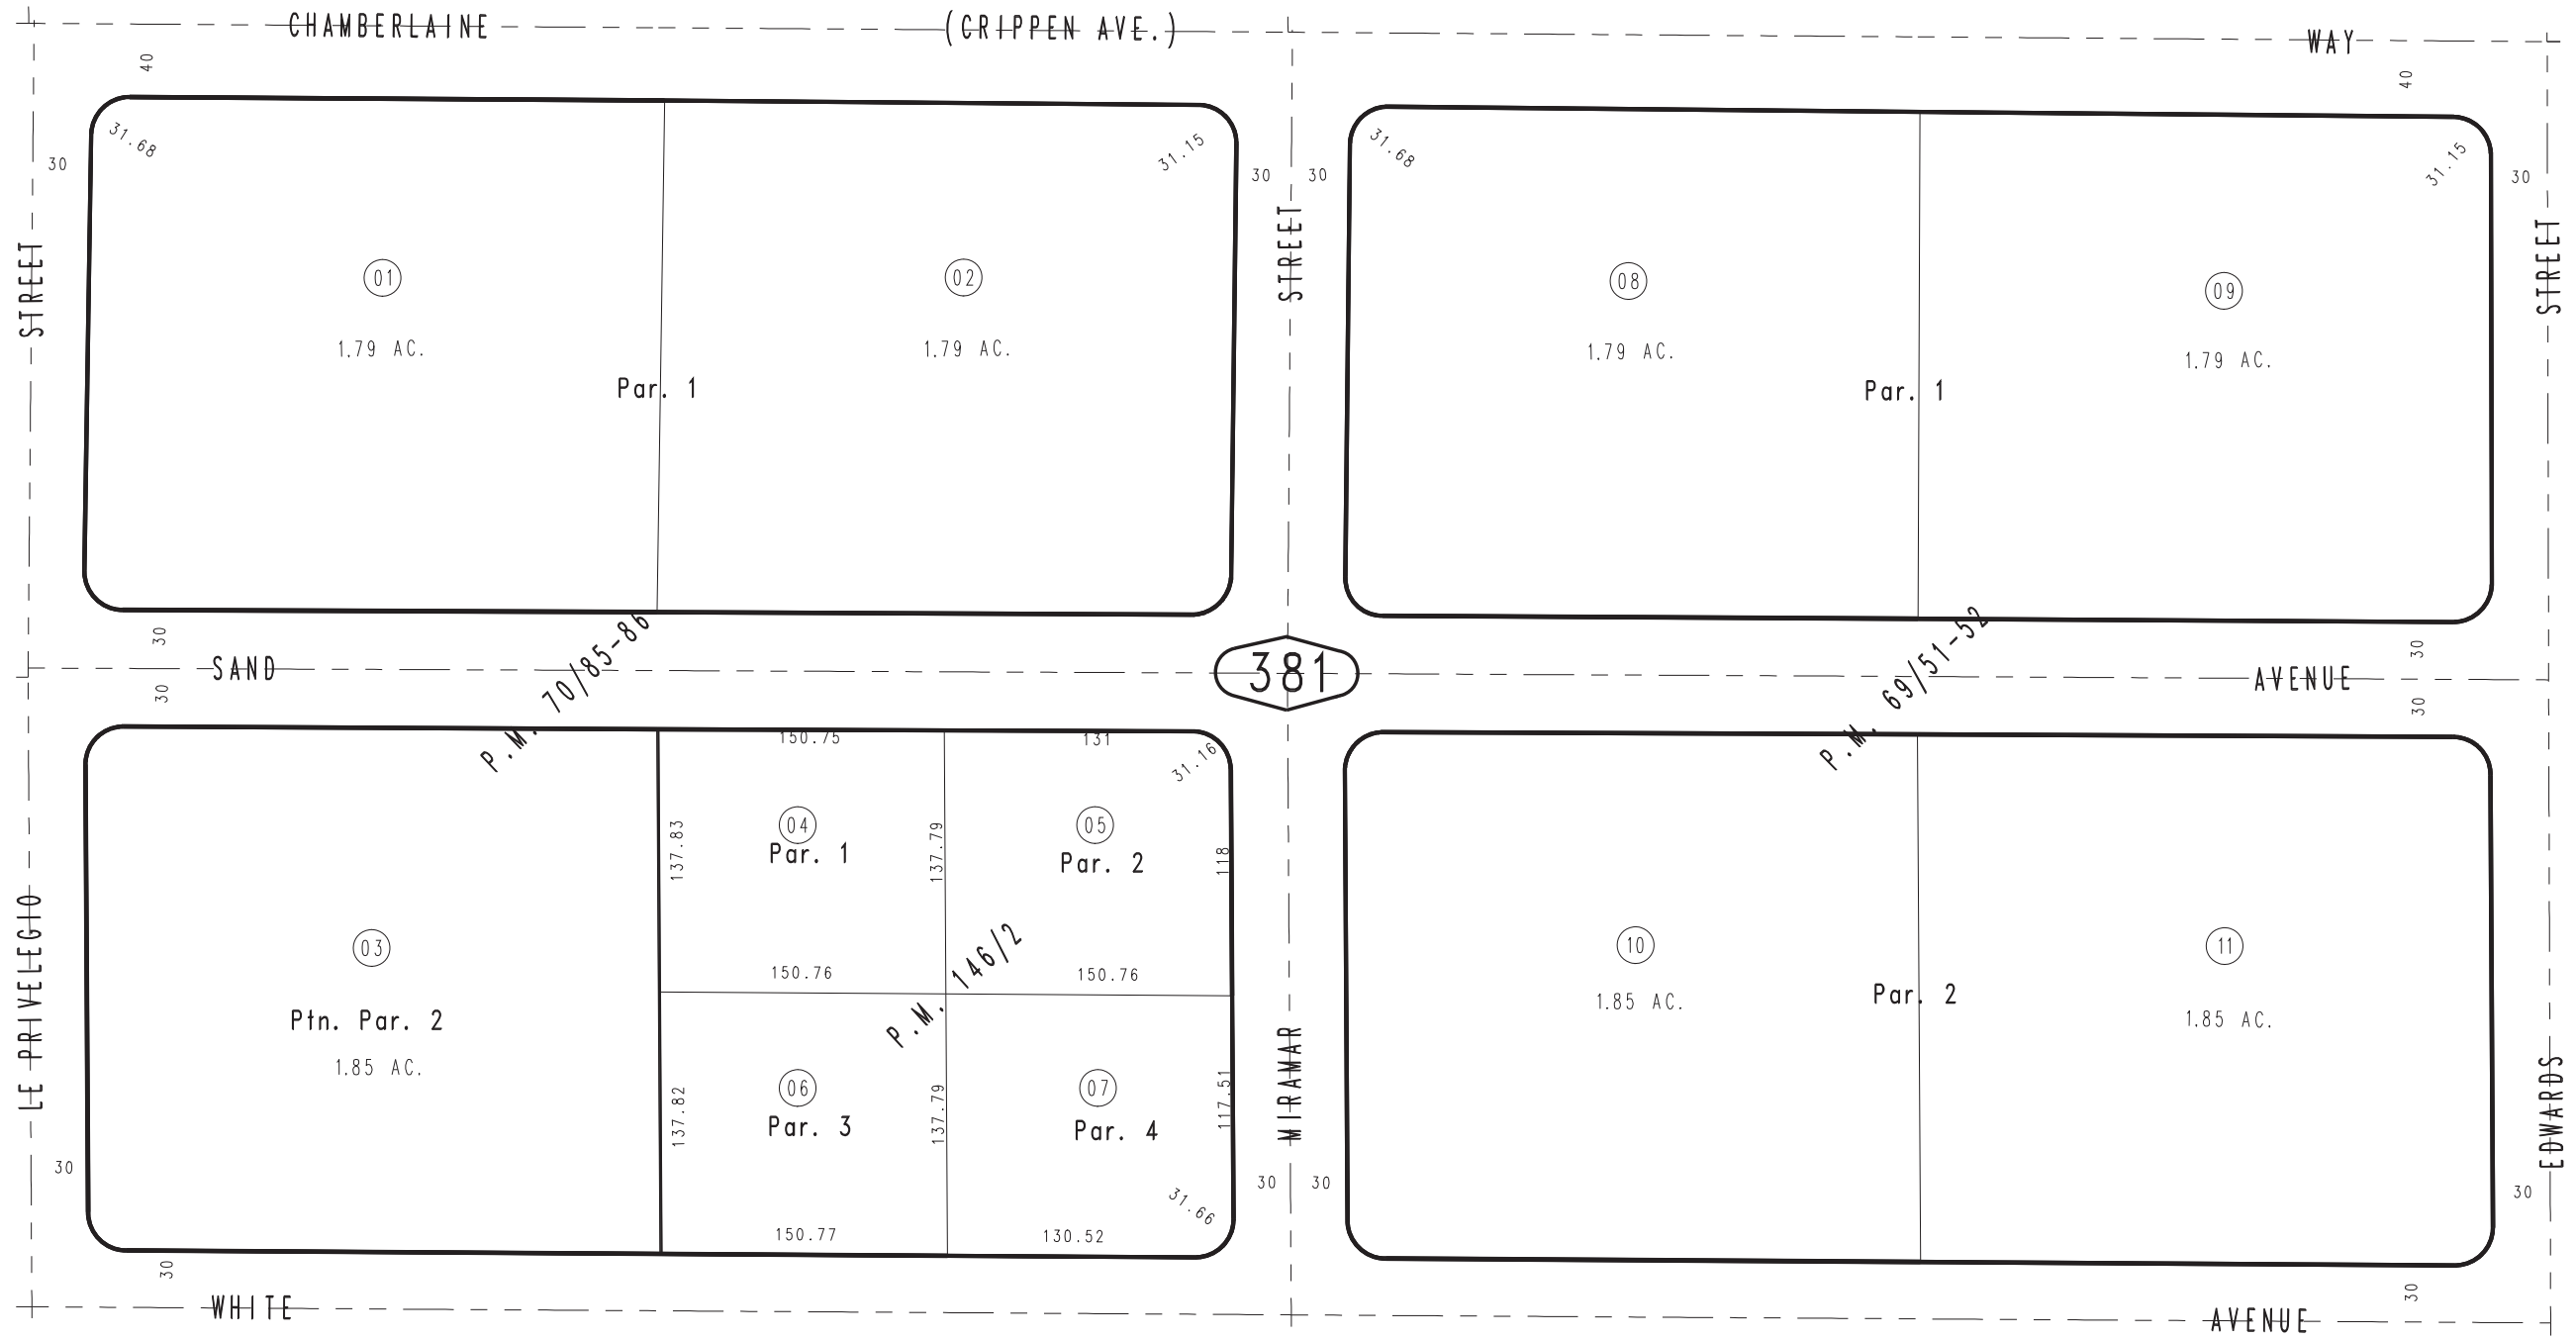 CHAMBERLAINE (CRIPPEN AVE.) WAY
40 40
31.68 31.15 31.68 31.15
30 30 30 30
STREET STREET STREET
01 02 08 09
1.79 AC. 1.79 AC. 1.79 AC. 1.79 AC.
Par. 1 Par. 1
30 30
P.M. 70/85-86
P.M. 69/51-52
SAND 381 AVENUE
30 30
150.75 131
31.16
04 05
Par. 1 Par. 2
137.83 137.79 118
LE PRIVELEGIO
03 10 11
150.76 150.76
P.M. 146/2
Ptn. Par. 2 Par. 2
1.85 AC. 1.85 AC. 1.85 AC.
06 07
137.82 137.79 117.51
Par. 3 Par. 4
MIRAMAR EDWARDS
30 30 30 30
31.66
150.77 130.52
30 30
WHITE AVENUE